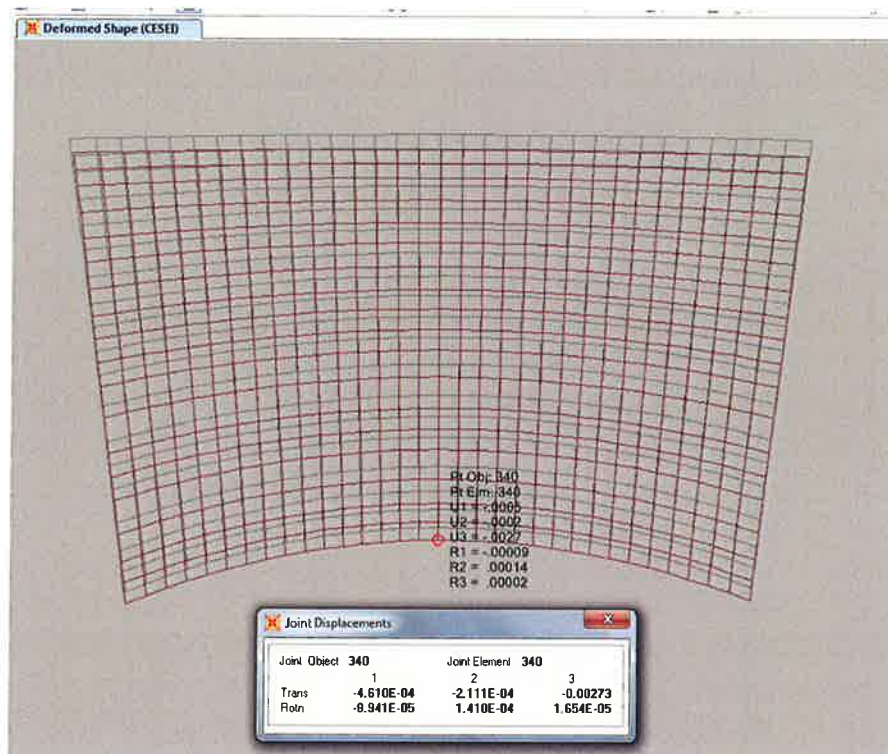 Deformed Shape (CESEI)
Pt Obj: 340
Pt Elm: 340
U1 = -.0005
U2 = -.0002
U3 = -.0027
R1 = -.00009
R2 = .00014
R3 = .00002
Joint Displacements
Joint Object 340 Joint Element 340
1 2 3
Trans -4.610E-04 -2.111E-04 -0.00273
Rotn -8.941E-05 1.410E-04 1.654E-05